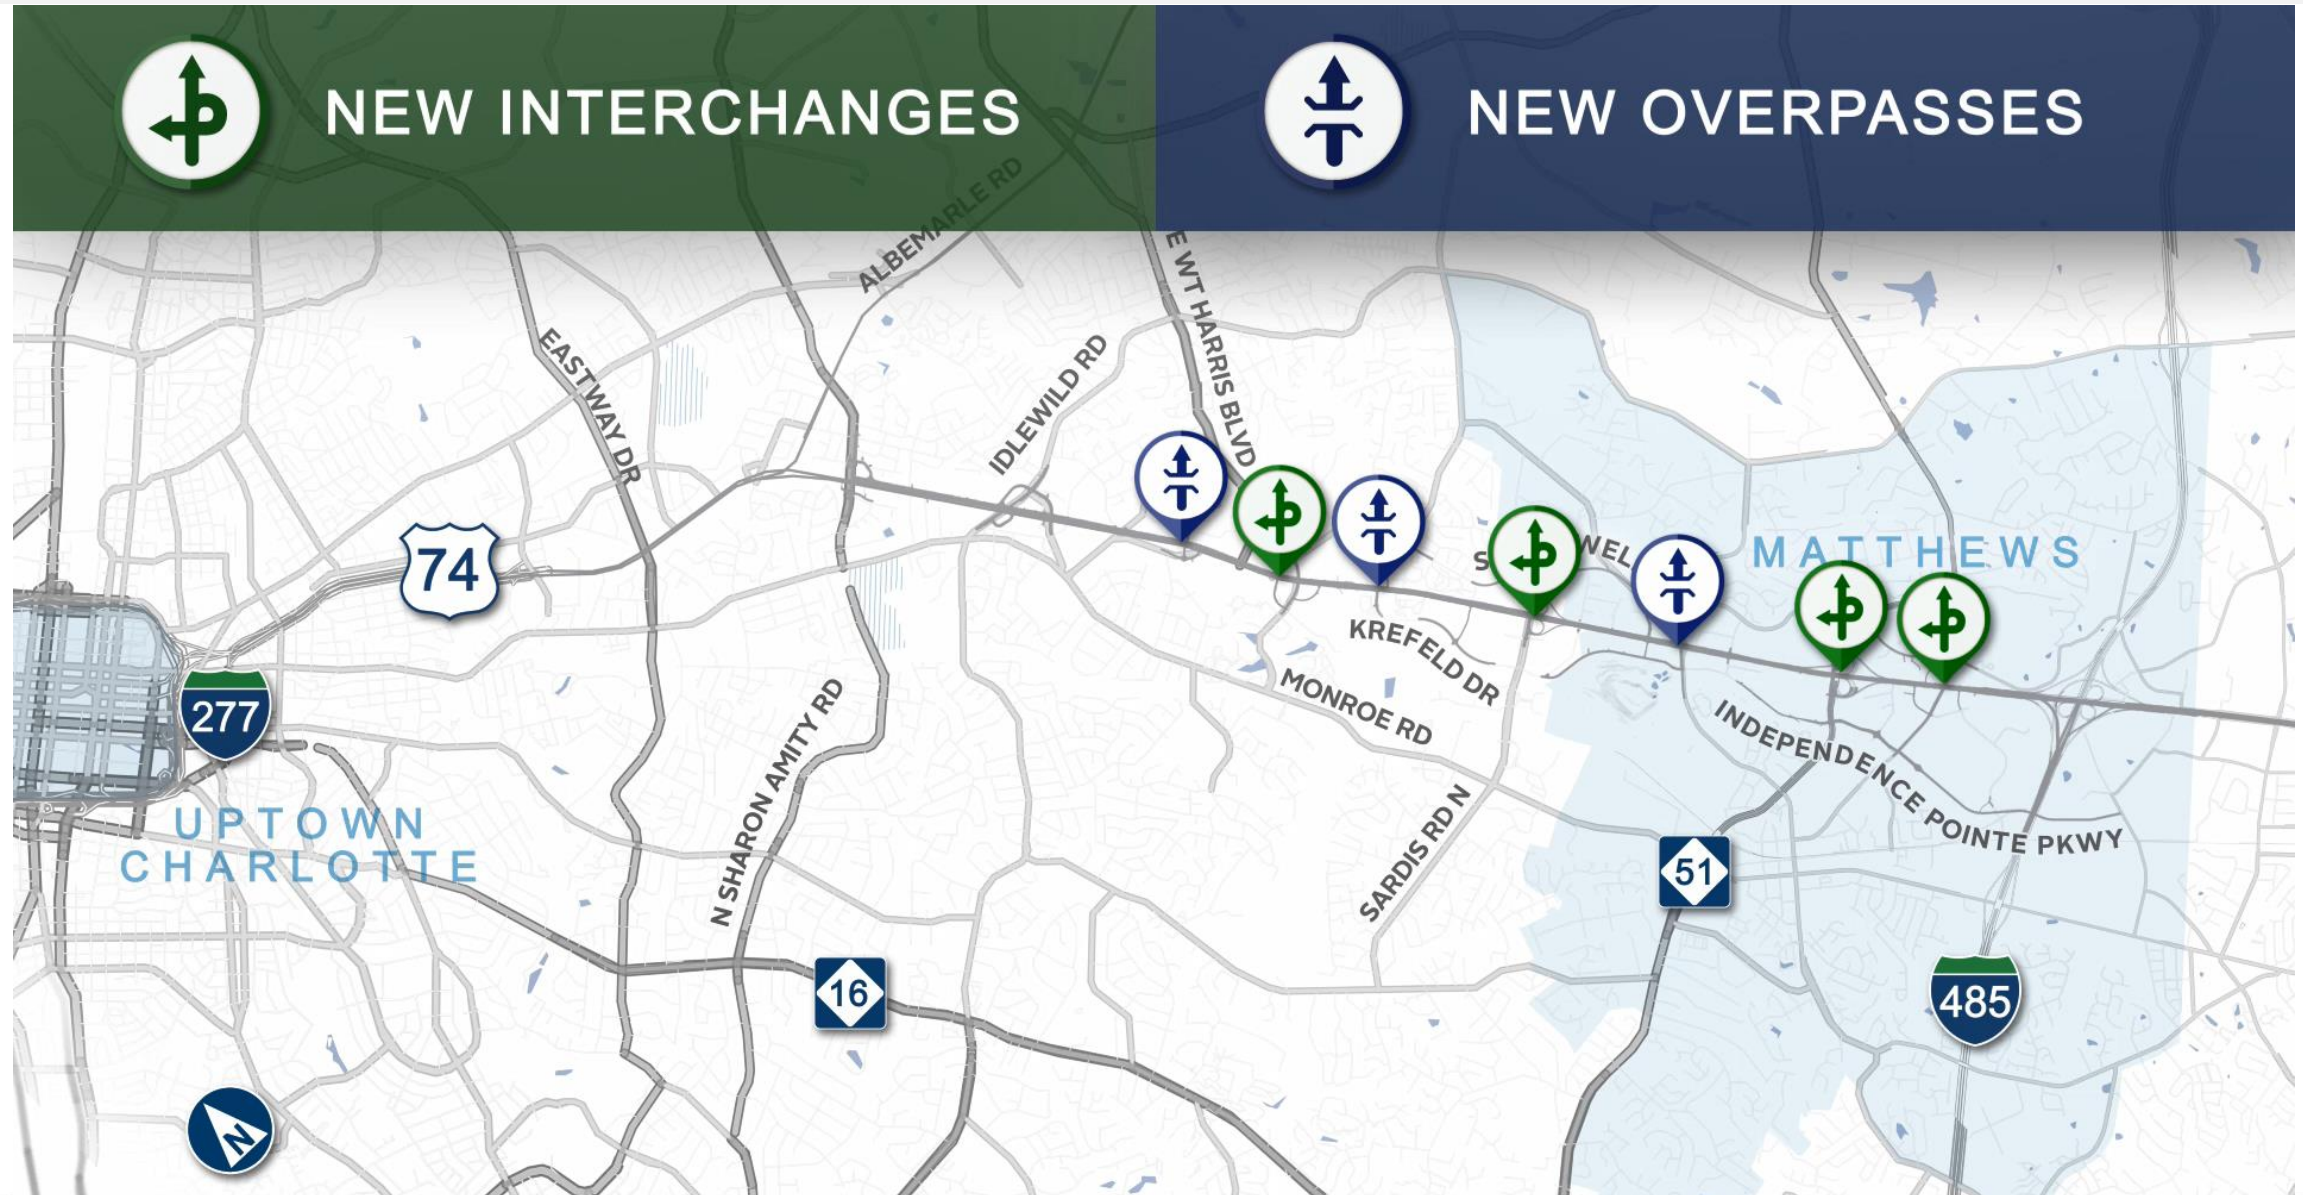 NEW INTERCHANGES
NEW OVERPASSES
ALBEMARLE RD
E WT HARRIS BLVD
EASTWAY DR
IDLEWILD RD
74
MATTHEWS
KREFELD DR
MONROE RD
277
N SHARON AMITY RD
INDEPENDENCE POINTE PKWY
UPTOWN
CHARLOTTE
SARDIS RD N
51
16
485
N